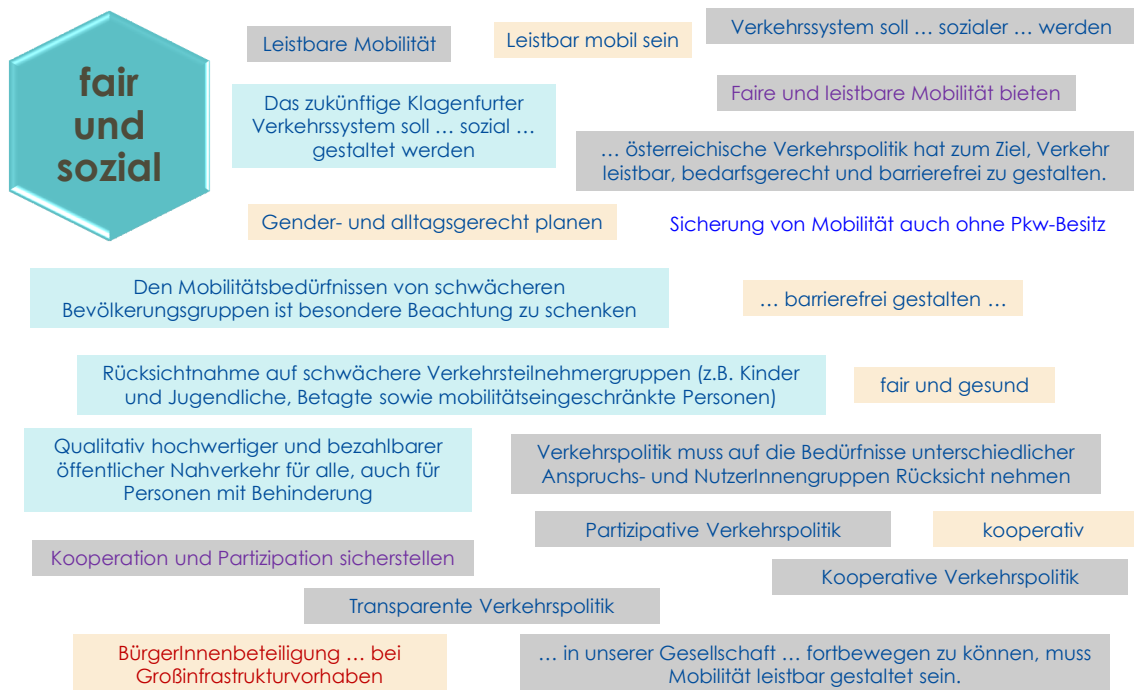 fair
und
sozial
Leistbare Mobilität
Leistbar mobil sein
Verkehrssystem soll … sozialer … werden
Das zukünftige Klagenfurter
Verkehrssystem soll … sozial …
gestaltet werden
Faire und leistbare Mobilität bieten
… österreichische Verkehrspolitik hat zum Ziel, Verkehr
leistbar, bedarfsgerecht und barrierefrei zu gestalten.
Gender- und alltagsgerecht planen
Sicherung von Mobilität auch ohne Pkw-Besitz
Den Mobilitätsbedürfnissen von schwächeren
Bevölkerungsgruppen ist besondere Beachtung zu schenken
… barrierefrei gestalten …
Rücksichtnahme auf schwächere Verkehrsteilnehmergruppen (z.B. Kinder
und Jugendliche, Betagte sowie mobilitätseingeschränkte Personen)
fair und gesund
Qualitativ hochwertiger und bezahlbarer
öffentlicher Nahverkehr für alle, auch für
Personen mit Behinderung
Verkehrspolitik muss auf die Bedürfnisse unterschiedlicher
Anspruchs- und NutzerInnengruppen Rücksicht nehmen
Partizipative Verkehrspolitik
kooperativ
Kooperation und Partizipation sicherstellen
Kooperative Verkehrspolitik
Transparente Verkehrspolitik
BürgerInnenbeteiligung … bei
Großinfrastrukturvorhaben
… in unserer Gesellschaft … fortbewegen zu können, muss
Mobilität leistbar gestaltet sein.